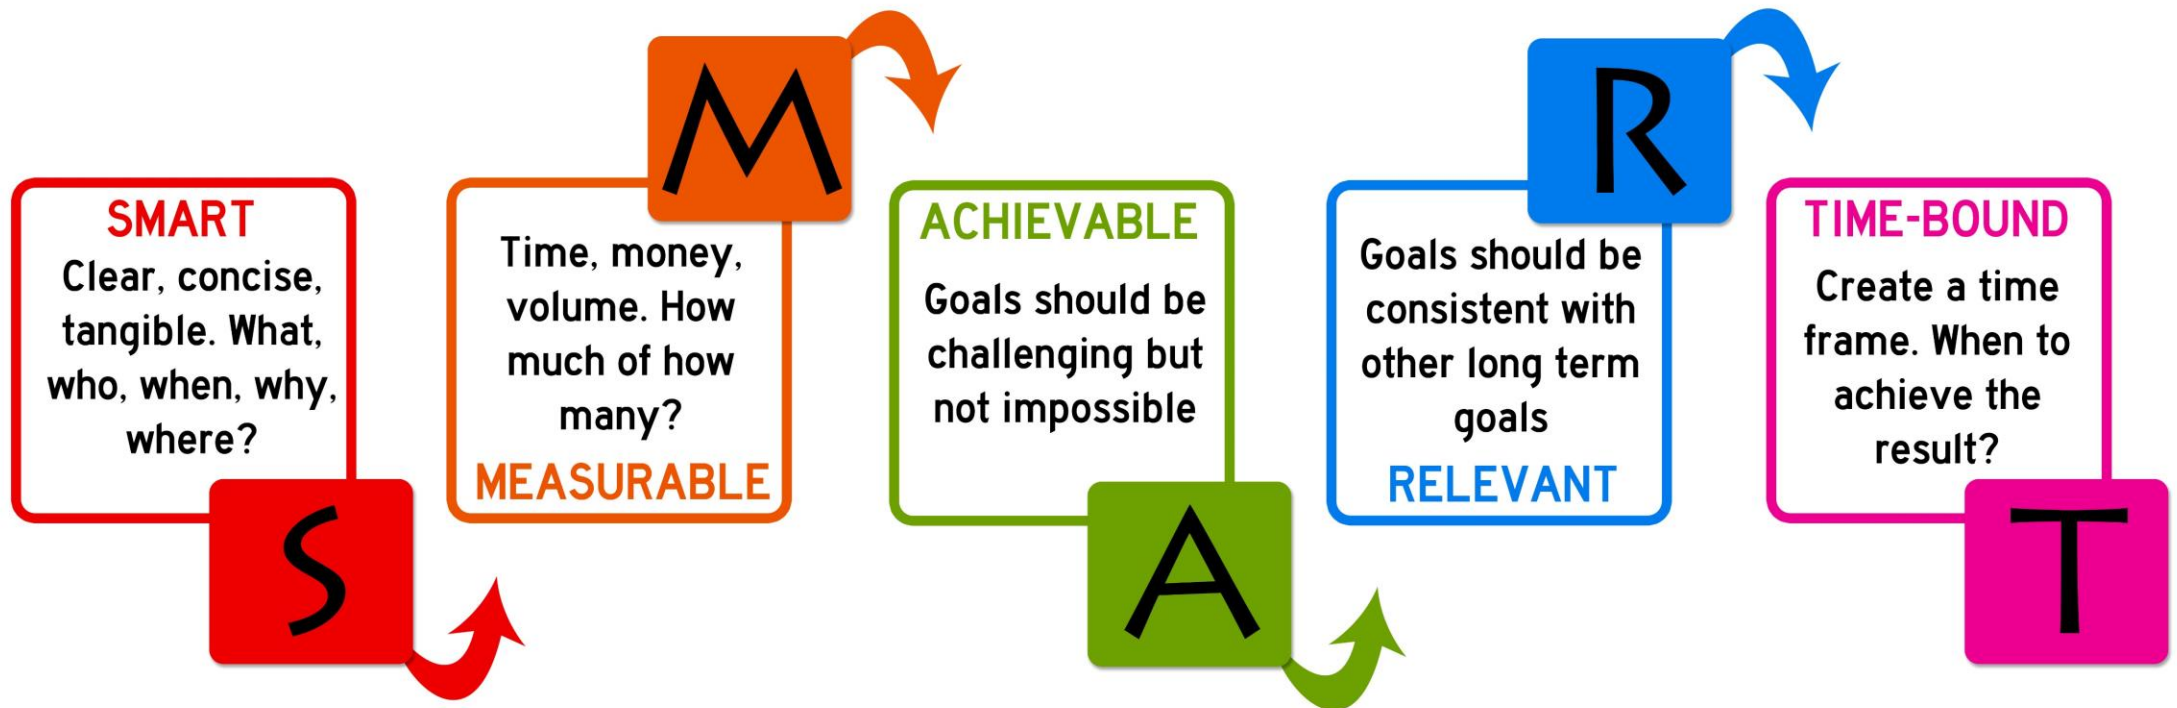 SMART
Clear, concise,
tangible. What,
who, when, why,
where?
S
M
Time, money,
volume. How
much of how
many?
MEASURABLE
ACHIEVABLE
Goals should be
challenging but
not impossible
A
R
Goals should be
consistent with
other long term
goals
RELEVANT
TIME-BOUND
Create a time
frame. When to
achieve the
result?
T